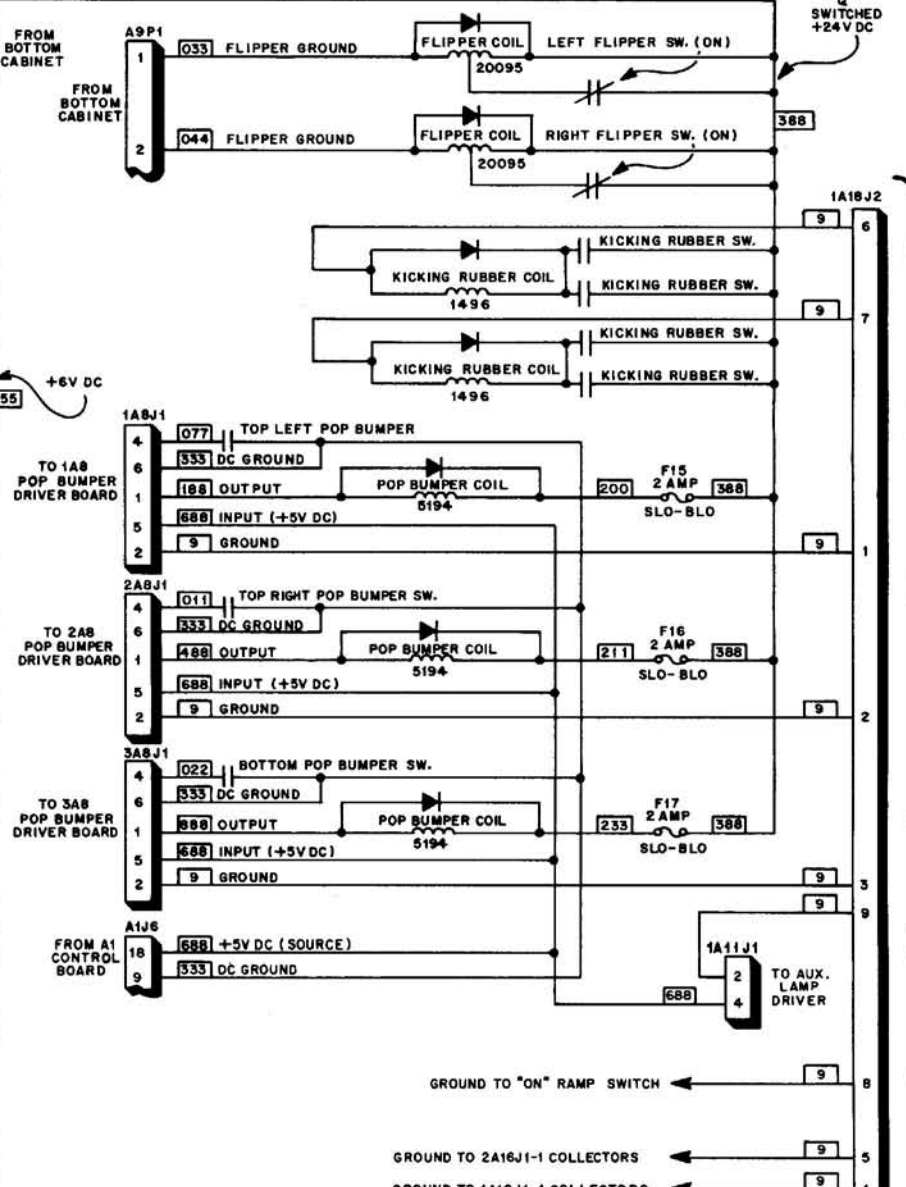 Q
SWITCHED
+24V DC
FROM
BOTTOM
CABINET
A9P1
1
033 FLIPPER GROUND
FLIPPER COIL
20095
LEFT FLIPPER SW. (ON)
FROM
BOTTOM
CABINET
388
2
044 FLIPPER GROUND
FLIPPER COIL
20095
RIGHT FLIPPER SW. (ON)
1A18J2
9 6
KICKING RUBBER SW.
KICKING RUBBER COIL
1496
KICKING RUBBER SW.
9 7
KICKING RUBBER SW.
KICKING RUBBER COIL
1496
KICKING RUBBER SW.
+6V DC
55
1A8J1
4 077 TOP LEFT POP BUMPER
6 333 DC GROUND
TO 1A8
POP BUMPER
DRIVER BOARD
1 188 OUTPUT
POP BUMPER COIL
5194
200
F15
2 AMP
SLO-BLO
388
5 688 INPUT (+5V DC)
2 9 GROUND
9 1
2A8J1
4 011 TOP RIGHT POP BUMPER SW.
6 333 DC GROUND
TO 2A8
POP BUMPER
DRIVER BOARD
1 488 OUTPUT
POP BUMPER COIL
5194
211
F16
2 AMP
SLO-BLO
388
5 688 INPUT (+5V DC)
2 9 GROUND
9 2
3A8J1
4 022 BOTTOM POP BUMPER SW.
6 333 DC GROUND
TO 3A8
POP BUMPER
DRIVER BOARD
1 888 OUTPUT
POP BUMPER COIL
5194
233
F17
2 AMP
SLO-BLO
388
5 688 INPUT (+5V DC)
2 9 GROUND
9 3
9 9
A1J6
FROM A1
CONTROL
BOARD
18 688 +5V DC (SOURCE)
9 333 DC GROUND
1A11J1
2
4
688
TO AUX.
LAMP
DRIVER
GROUND TO "ON" RAMP SWITCH 9 8
GROUND TO 2A16J1-1 COLLECTORS 9 5
9